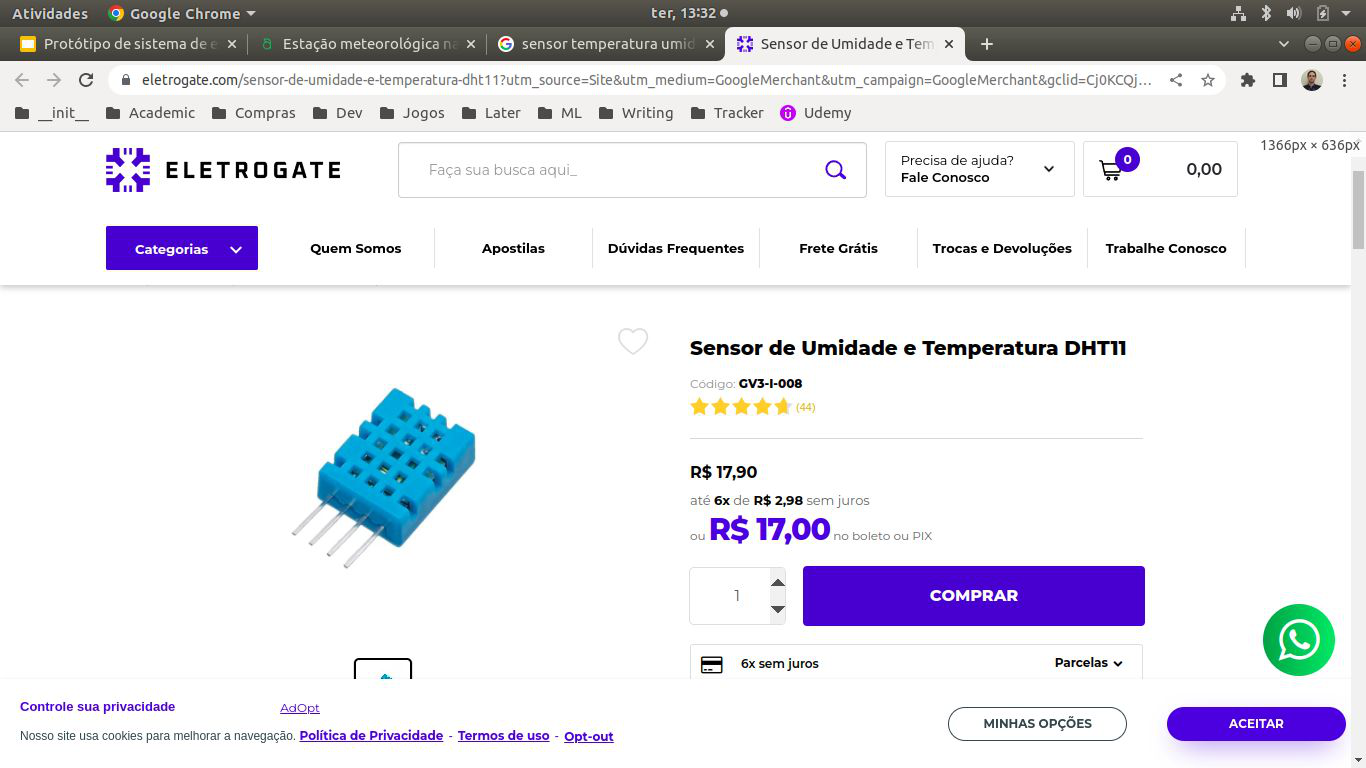 Atividades Google Chrome ter, 13:32
Protótipo de sistema de e Estação meteorológica na sensor temperatura umid Sensor de Umidade e Tem
eletrogate.com/sensor-de-umidade-e-temperatura-dht11?utm_source=Site&utm_medium=GoogleMerchant&utm_campaign=GoogleMerchant&gclid=Cj0KCQj...
__init__ Academic Compras Dev Jogos Later ML Writing Tracker Udemy
1366px × 636px
ELETROGATE
Faça sua busca aqui_
Precisa de ajuda?
Fale Conosco
0
0,00
Categorias Quem Somos Apostilas Dúvidas Frequentes Frete Grátis Trocas e Devoluções Trabalhe Conosco
Sensor de Umidade e Temperatura DHT11
Código: GV3-I-008
(44)
R$ 17,90
até 6x de R$ 2,98 sem juros
ou R$ 17,00 no boleto ou PIX
1
COMPRAR
6x sem juros Parcelas
Controle sua privacidade AdOpt
Nosso site usa cookies para melhorar a navegação. Política de Privacidade - Termos de uso - Opt-out
MINHAS OPÇÕES
ACEITAR